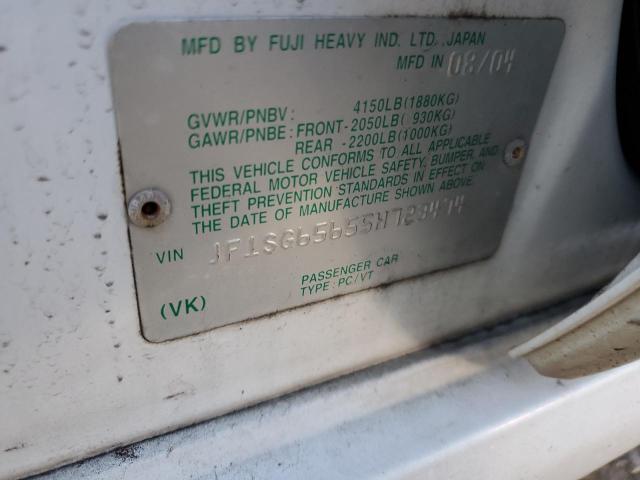 MFD BY FUJI HEAVY IND. LTD. JAPAN
MFD IN 08/04
GVWR/PNBV: 4150LB(1880KG)
GAWR/PNBE: FRONT-2050LB( 930KG)
REAR -2200LB(1000KG)
THIS VEHICLE CONFORMS TO ALL APPLICABLE
FEDERAL MOTOR VEHICLE SAFETY, BUMPER, AND
THEFT PREVENTION STANDARDS IN EFFECT ON
THE DATE OF MANUFACTURE SHOWN ABOVE.
VIN JF1SG65655H723474
PASSENGER CAR
(VK) TYPE: PC/VT